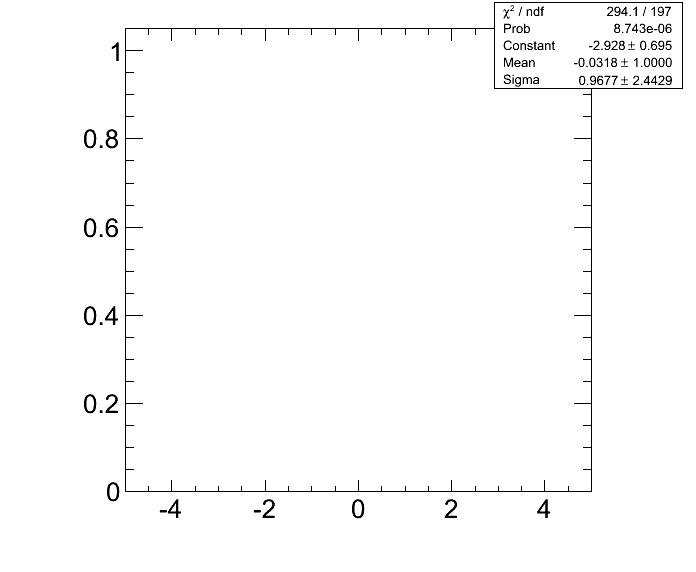 χ² / ndf 294.1 / 197
Prob 8.743e-06
Constant -2.928 ± 0.695
Mean -0.0318 ± 1.0000
Sigma 0.9677 ± 2.4429
1
0.8
0.6
0.4
0.2
0
-4 -2 0 2 4